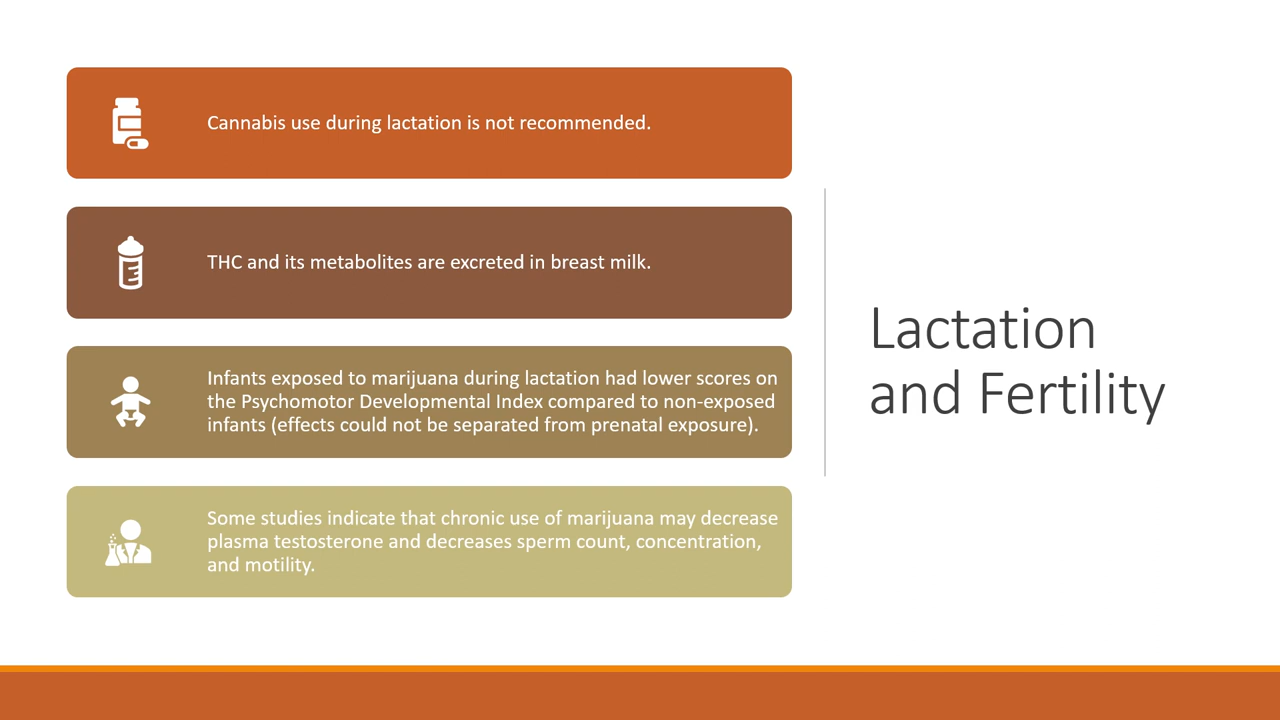 Cannabis use during lactation is not recommended.
THC and its metabolites are excreted in breast milk.
Infants exposed to marijuana during lactation had lower scores on
the Psychomotor Developmental Index compared to non-exposed
infants (effects could not be separated from prenatal exposure).
Some studies indicate that chronic use of marijuana may decrease
plasma testosterone and decreases sperm count, concentration,
and motility.
Lactation
and Fertility